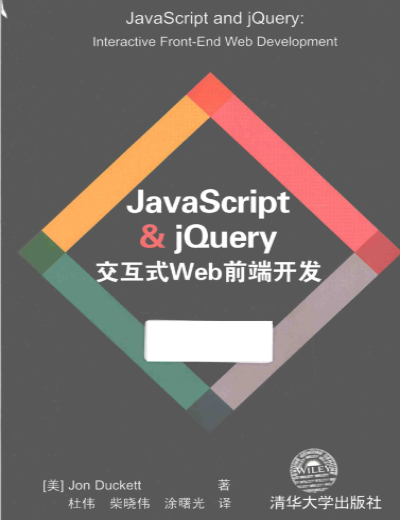 JavaScript and jQuery:
Interactive Front-End Web Development
JavaScript
& jQuery
交互式Web前端开发
[美] Jon Duckett 著
杜伟 柴晓伟 涂曙光 译
WILEY
清华大学出版社